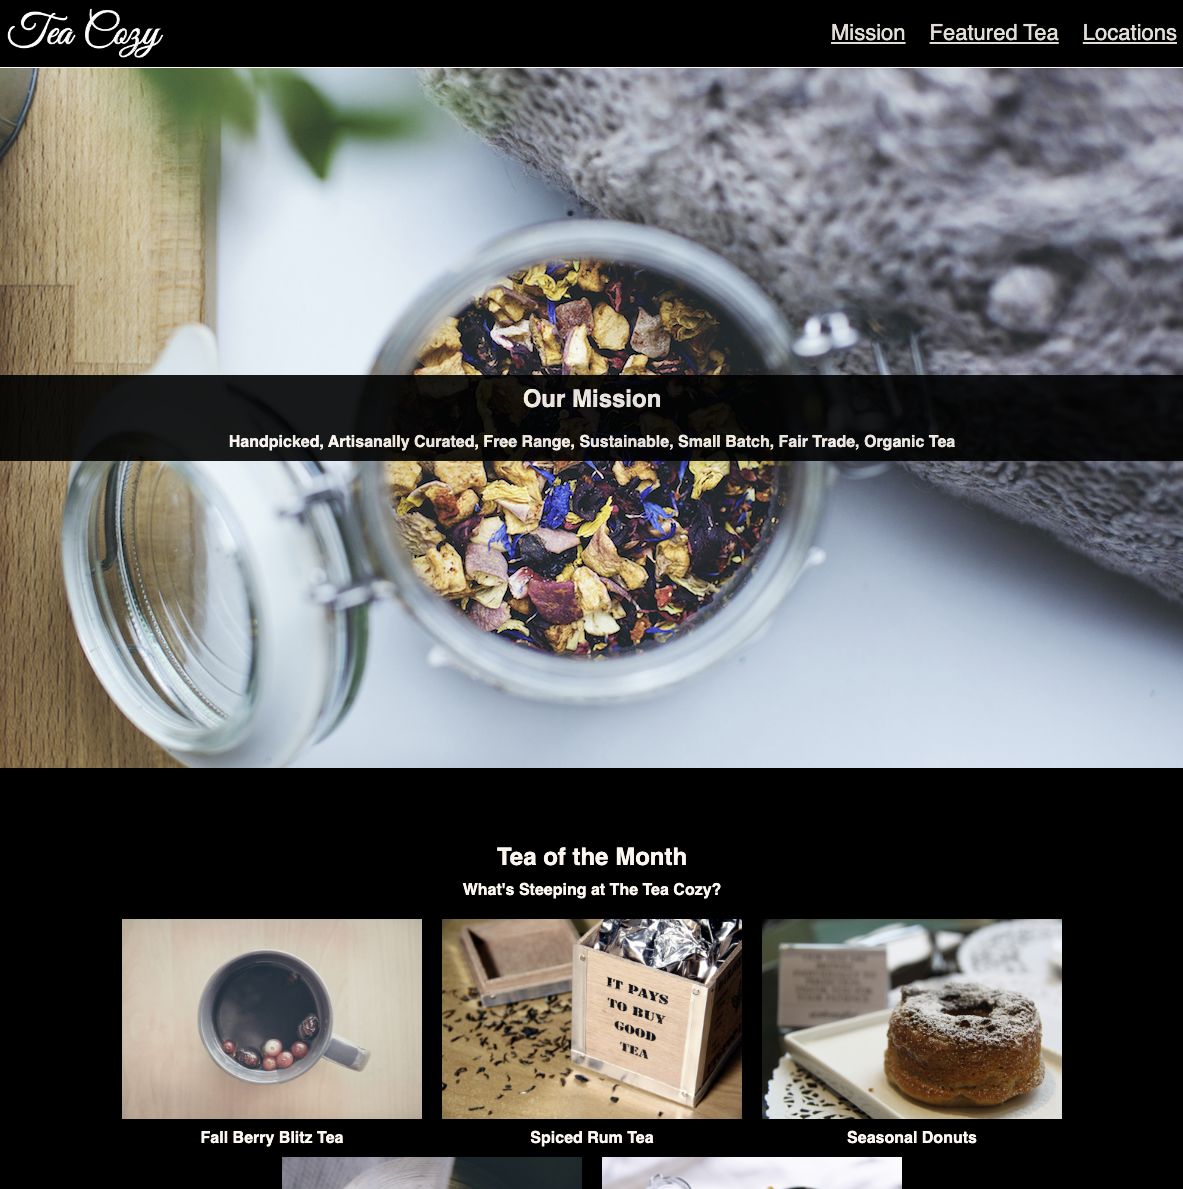 Tea Cozy
Mission Featured Tea Locations
Our Mission
Handpicked, Artisanally Curated, Free Range, Sustainable, Small Batch, Fair Trade, Organic Tea
Tea of the Month
What's Steeping at The Tea Cozy?
IT PAYS
TO BUY
GOOD
TEA
Fall Berry Blitz Tea
Spiced Rum Tea
Seasonal Donuts